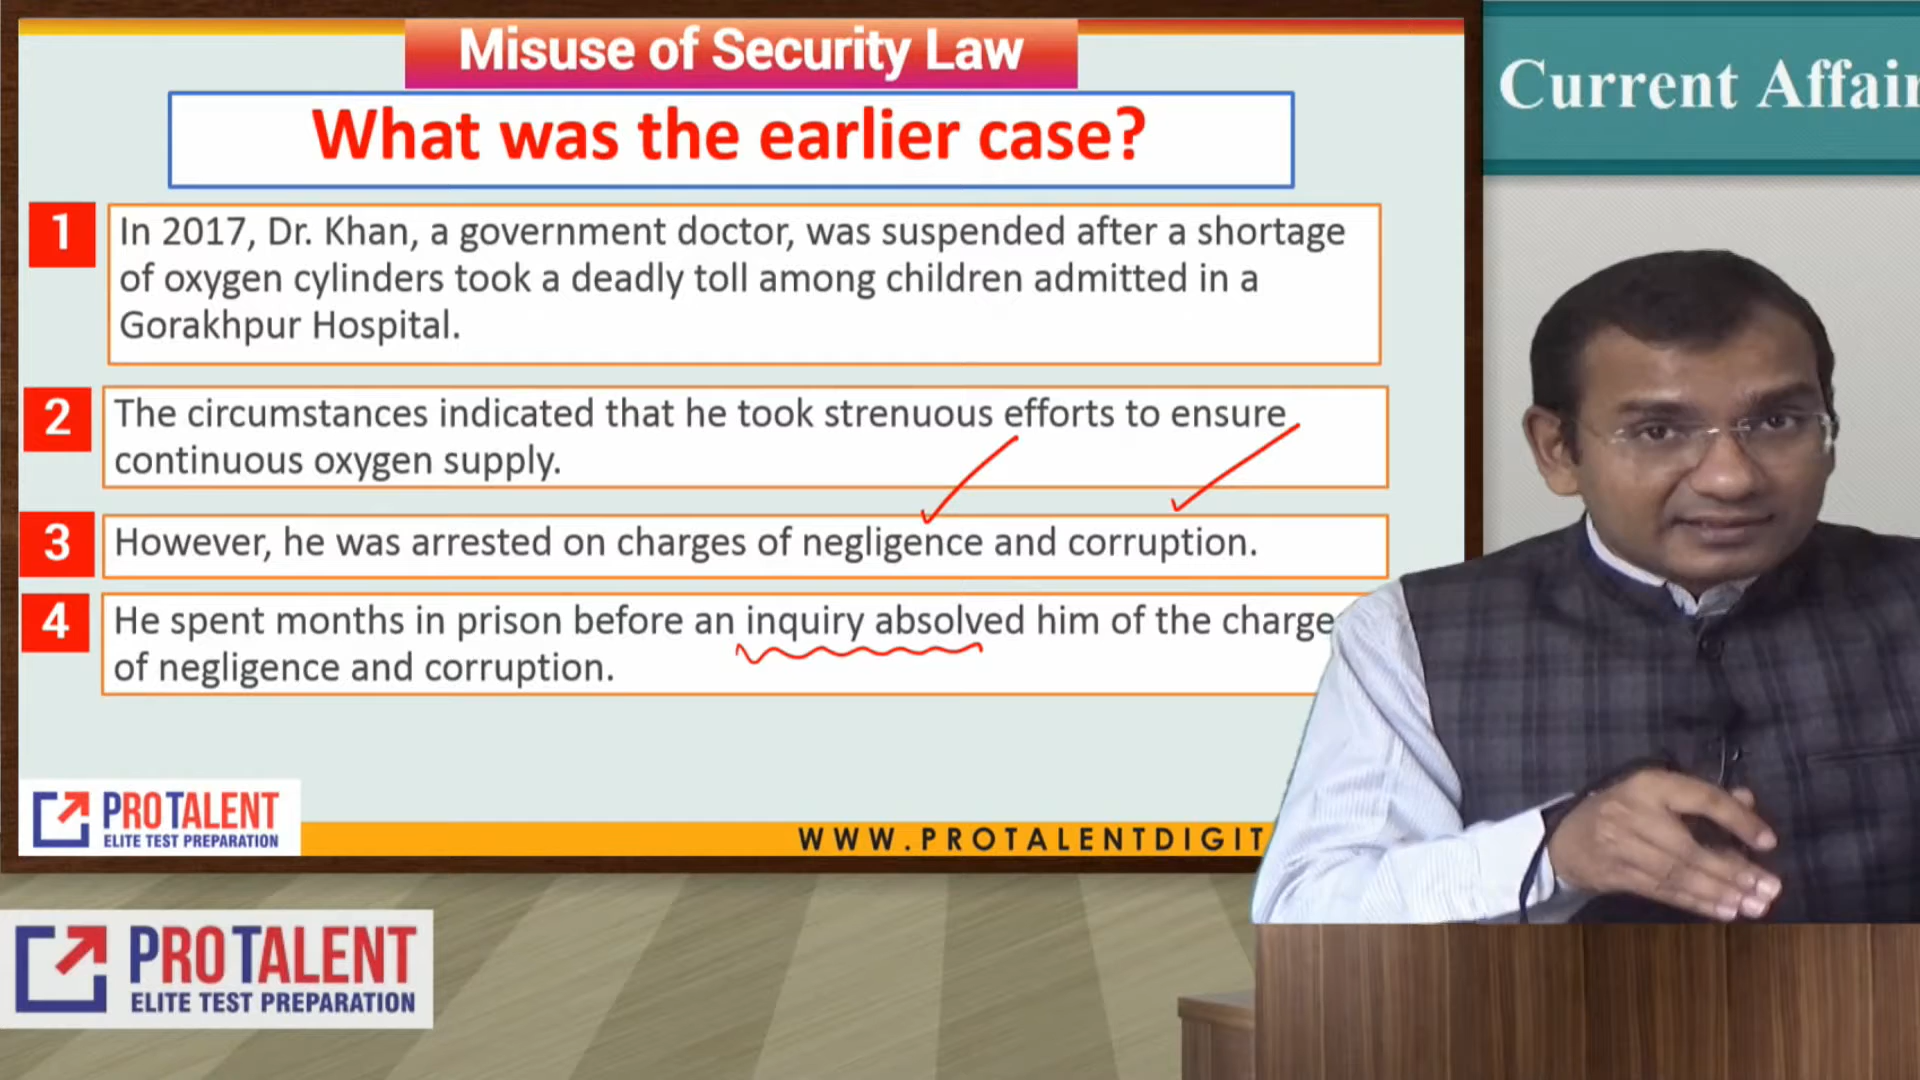 Misuse of Security Law
Current Affair
What was the earlier case?
1
In 2017, Dr. Khan, a government doctor, was suspended after a shortage
of oxygen cylinders took a deadly toll among children admitted in a
Gorakhpur Hospital.
2
The circumstances indicated that he took strenuous efforts to ensure
continuous oxygen supply.
3
However, he was arrested on charges of negligence and corruption.
4
He spent months in prison before an inquiry absolved him of the charge
of negligence and corruption.
PROTALENT
ELITE TEST PREPARATION
WWW.PROTALENTDIGIT
PROTALENT
ELITE TEST PREPARATION